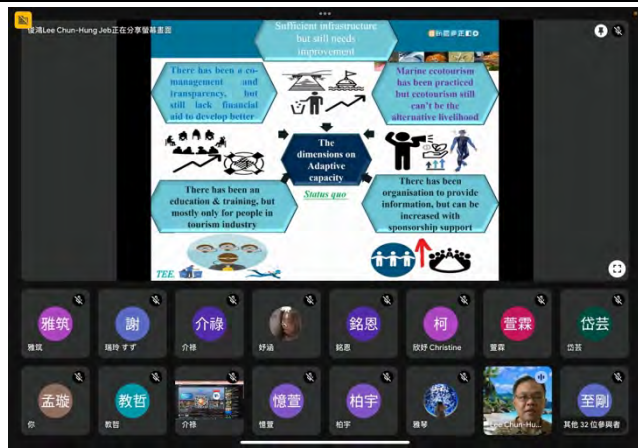 俊鴻Lee Chun-Hung Jeb正在分享螢幕畫面
Sufficient infrastructure
but still needs
improvement
There has been a co-
management and
transparency, but
still lack financial
aid to develop better
Marine ecotourism
has been practiced
but ecotourism still
can't be the
alternative livelihood
The
dimensions on
Adaptive
capacity
Status quo
There has been an
education & training, but
mostly only for people in
tourism industry
There has been
organisation to provide
information, but can be
increased with
sponsorship support
TEE
雅筑
謝
介祿
銘恩
柯
萱霖
岱芸
雅筑
瑞玲 すず
介祿
妤涵
銘恩
欣妤 Christine
萱霖
岱芸
孟璇
教哲
憶萱
柏宇
至剛
你
教哲
介祿
憶萱
柏宇
雅琴
Lee Chun-Hu...
其他 32 位參與者